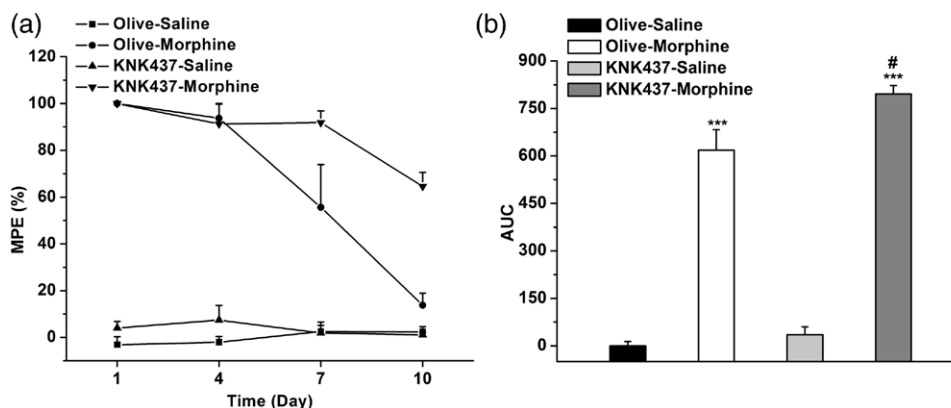 (a)
Olive-Saline
Olive-Morphine
KNK437-Saline
KNK437-Morphine
120
100
80
60
40
20
0
MPE (%)
1 4 7 10
Time (Day)
(b)
Olive-Saline
Olive-Morphine
KNK437-Saline
KNK437-Morphine
900
750
600
450
300
150
0
AUC
***
#
***